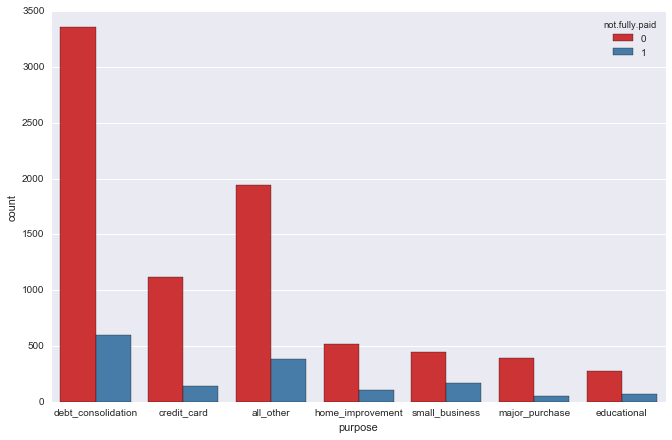 3500
3000
2500
2000
1500
1000
500
0
count
not.fully.paid
0
1
debt_consolidation credit_card all_other home_improvement small_business major_purchase educational
purpose